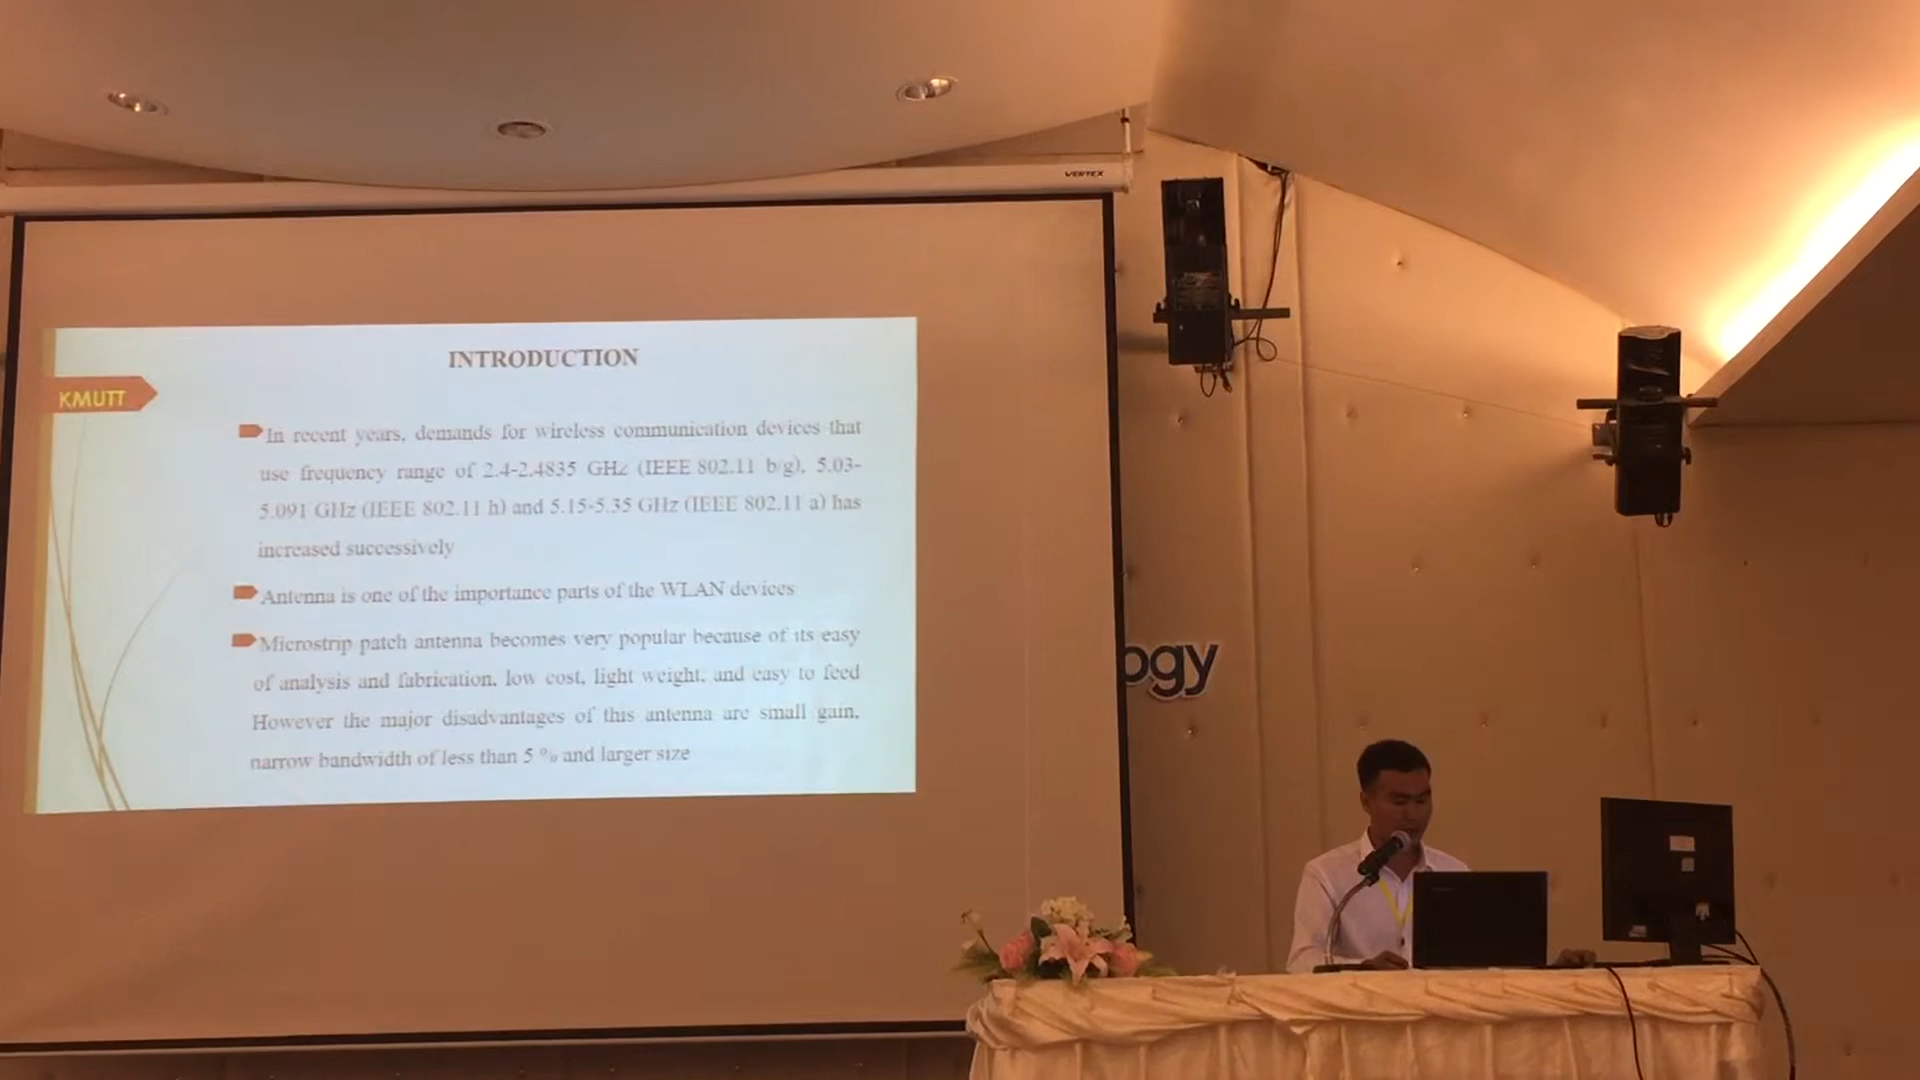 VERTEX
INTRODUCTION
KMUTT
In recent years, demands for wireless communication devices that
use frequency range of 2.4-2.4835 GHz (IEEE 802.11 b/g), 5.03-
5.091 GHz (IEEE 802.11 h) and 5.15-5.35 GHz (IEEE 802.11 a) has
increased successively
Antenna is one of the importance parts of the WLAN devices
Microstrip patch antenna becomes very popular because of its easy
of analysis and fabrication, low cost, light weight, and easy to feed
However the major disadvantages of this antenna are small gain,
narrow bandwidth of less than 5 % and larger size
ogy